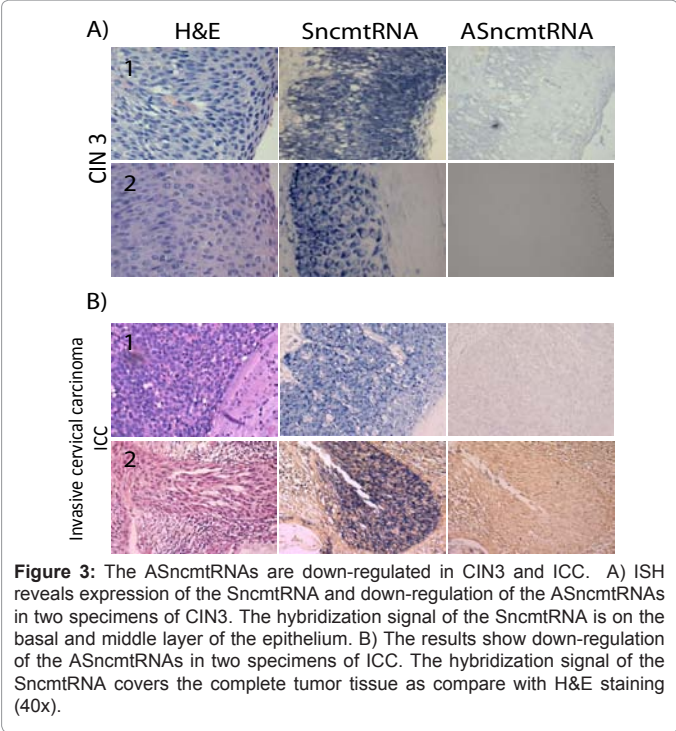 A)
H&E SncmtRNA ASncmtRNA
CIN 3
1
2
B)
Invasive cervical carcinoma
ICC
1
2
Figure 3: The ASncmtRNAs are down-regulated in CIN3 and ICC. A) ISH
reveals expression of the SncmtRNA and down-regulation of the ASncmtRNAs
in two specimens of CIN3. The hybridization signal of the SncmtRNA is on the
basal and middle layer of the epithelium. B) The results show down-regulation
of the ASncmtRNAs in two specimens of ICC. The hybridization signal of the
SncmtRNA covers the complete tumor tissue as compare with H&E staining
(40x).